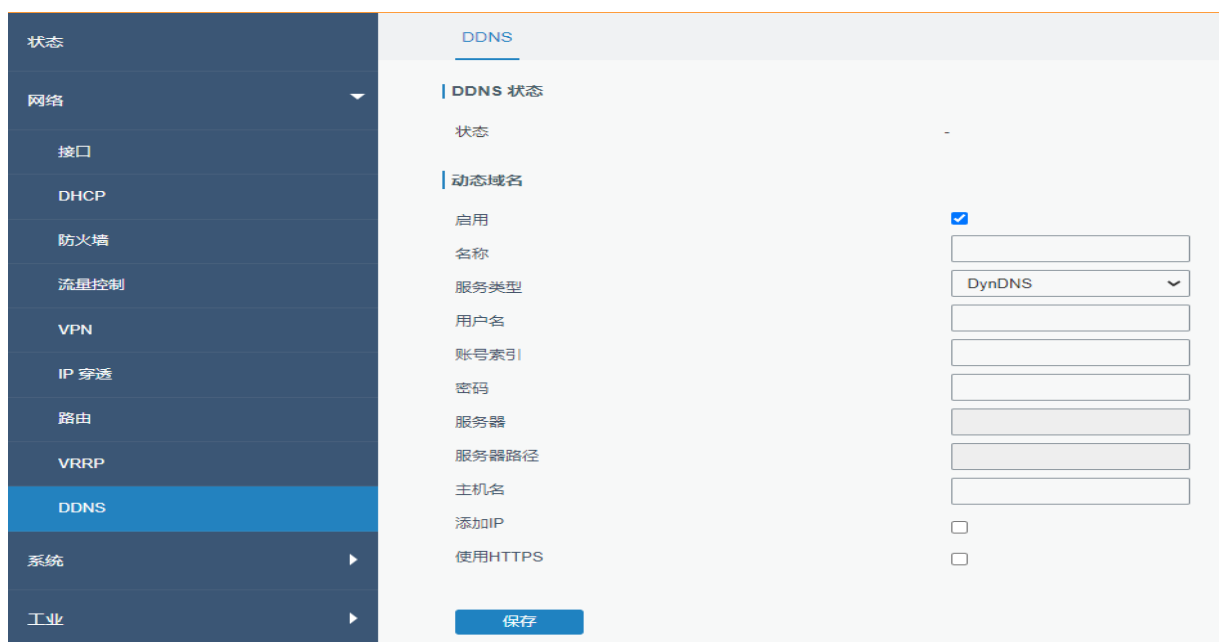 状态
网络
接口
DHCP
防火墙
流量控制
VPN
IP 穿透
路由
VRRP
DDNS
系统
工业
DDNS
DDNS 状态
状态 -
动态域名
启用
名称
服务类型 DynDNS
用户名
账号索引
密码
服务器
服务器路径
主机名
添加IP
使用HTTPS
保存